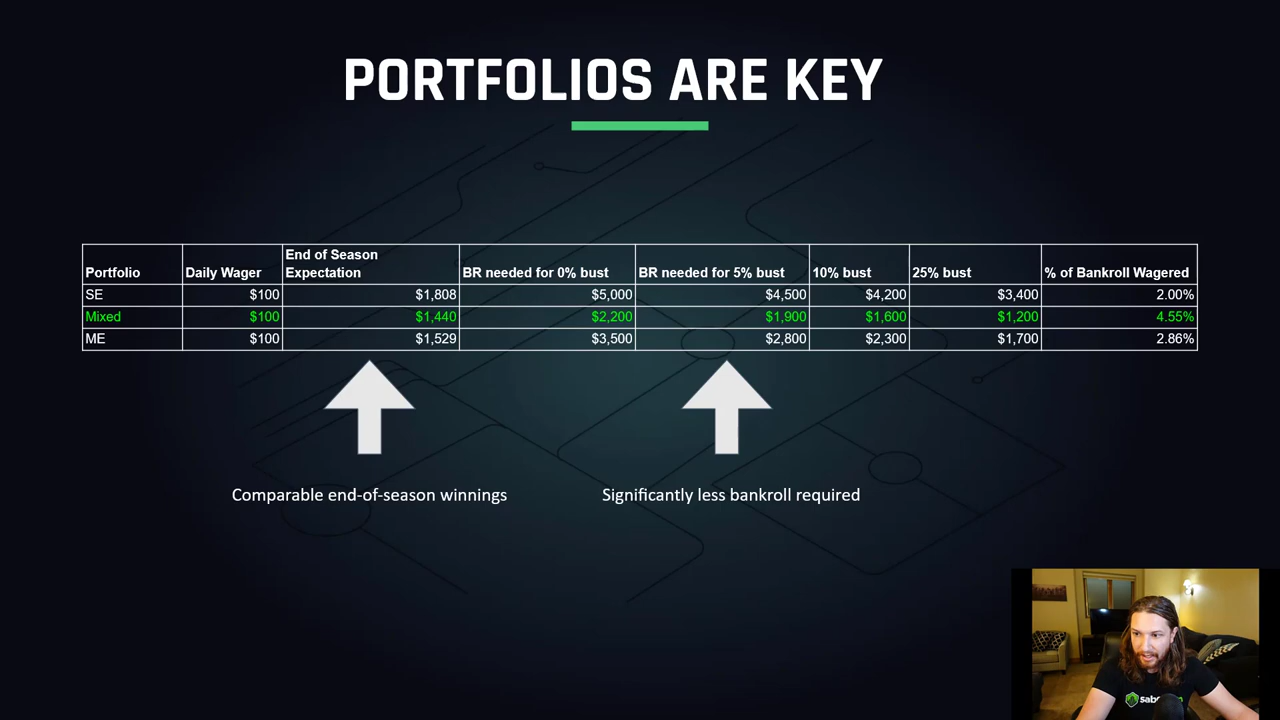 PORTFOLIOS ARE KEY
End of Season
Portfolio Daily Wager Expectation BR needed for 0% bust BR needed for 5% bust 10% bust 25% bust % of Bankroll Wagered
SE $100 $1,808 $5,000 $4,500 $4,200 $3,400 2.00%
Mixed $100 $1,440 $2,200 $1,900 $1,600 $1,200 4.55%
ME $100 $1,529 $3,500 $2,800 $2,300 $1,700 2.86%
Comparable end-of-season winnings
Significantly less bankroll required